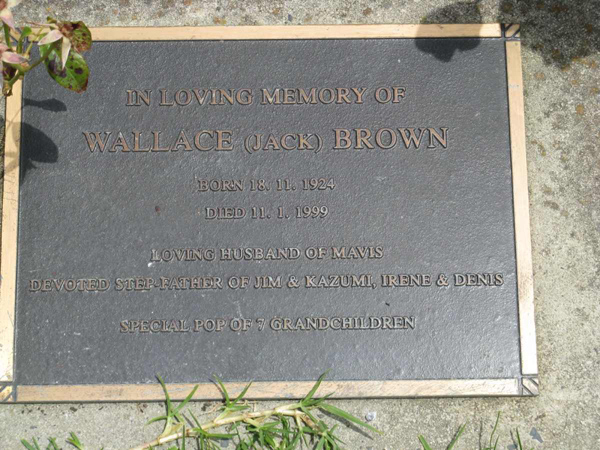 IN LOVING MEMORY OF
WALLACE (JACK) BROWN
BORN 18. 11. 1924
DIED 11. 1. 1999
LOVING HUSBAND OF MAVIS
DEVOTED STEP-FATHER OF JIM & KAZUMI, IRENE & DENIS
SPECIAL POP OF 7 GRANDCHILDREN